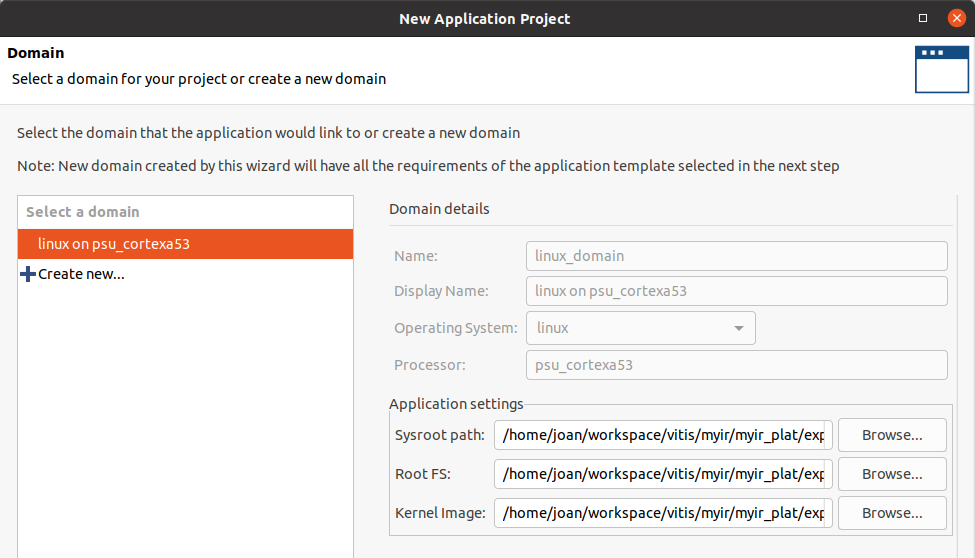 New Application Project
Domain
Select a domain for your project or create a new domain
Select the domain that the application would link to or create a new domain
Note: New domain created by this wizard will have all the requirements of the application template selected in the next step
Select a domain
linux on psu_cortexa53
Create new...
Domain details
Name: linux_domain
Display Name: linux on psu_cortexa53
Operating System: linux
Processor: psu_cortexa53
Application settings
Sysroot path: /home/joan/workspace/vitis/myir/myir_plat/exp Browse...
Root FS: /home/joan/workspace/vitis/myir/myir_plat/exp Browse...
Kernel Image: /home/joan/workspace/vitis/myir/myir_plat/exp Browse...